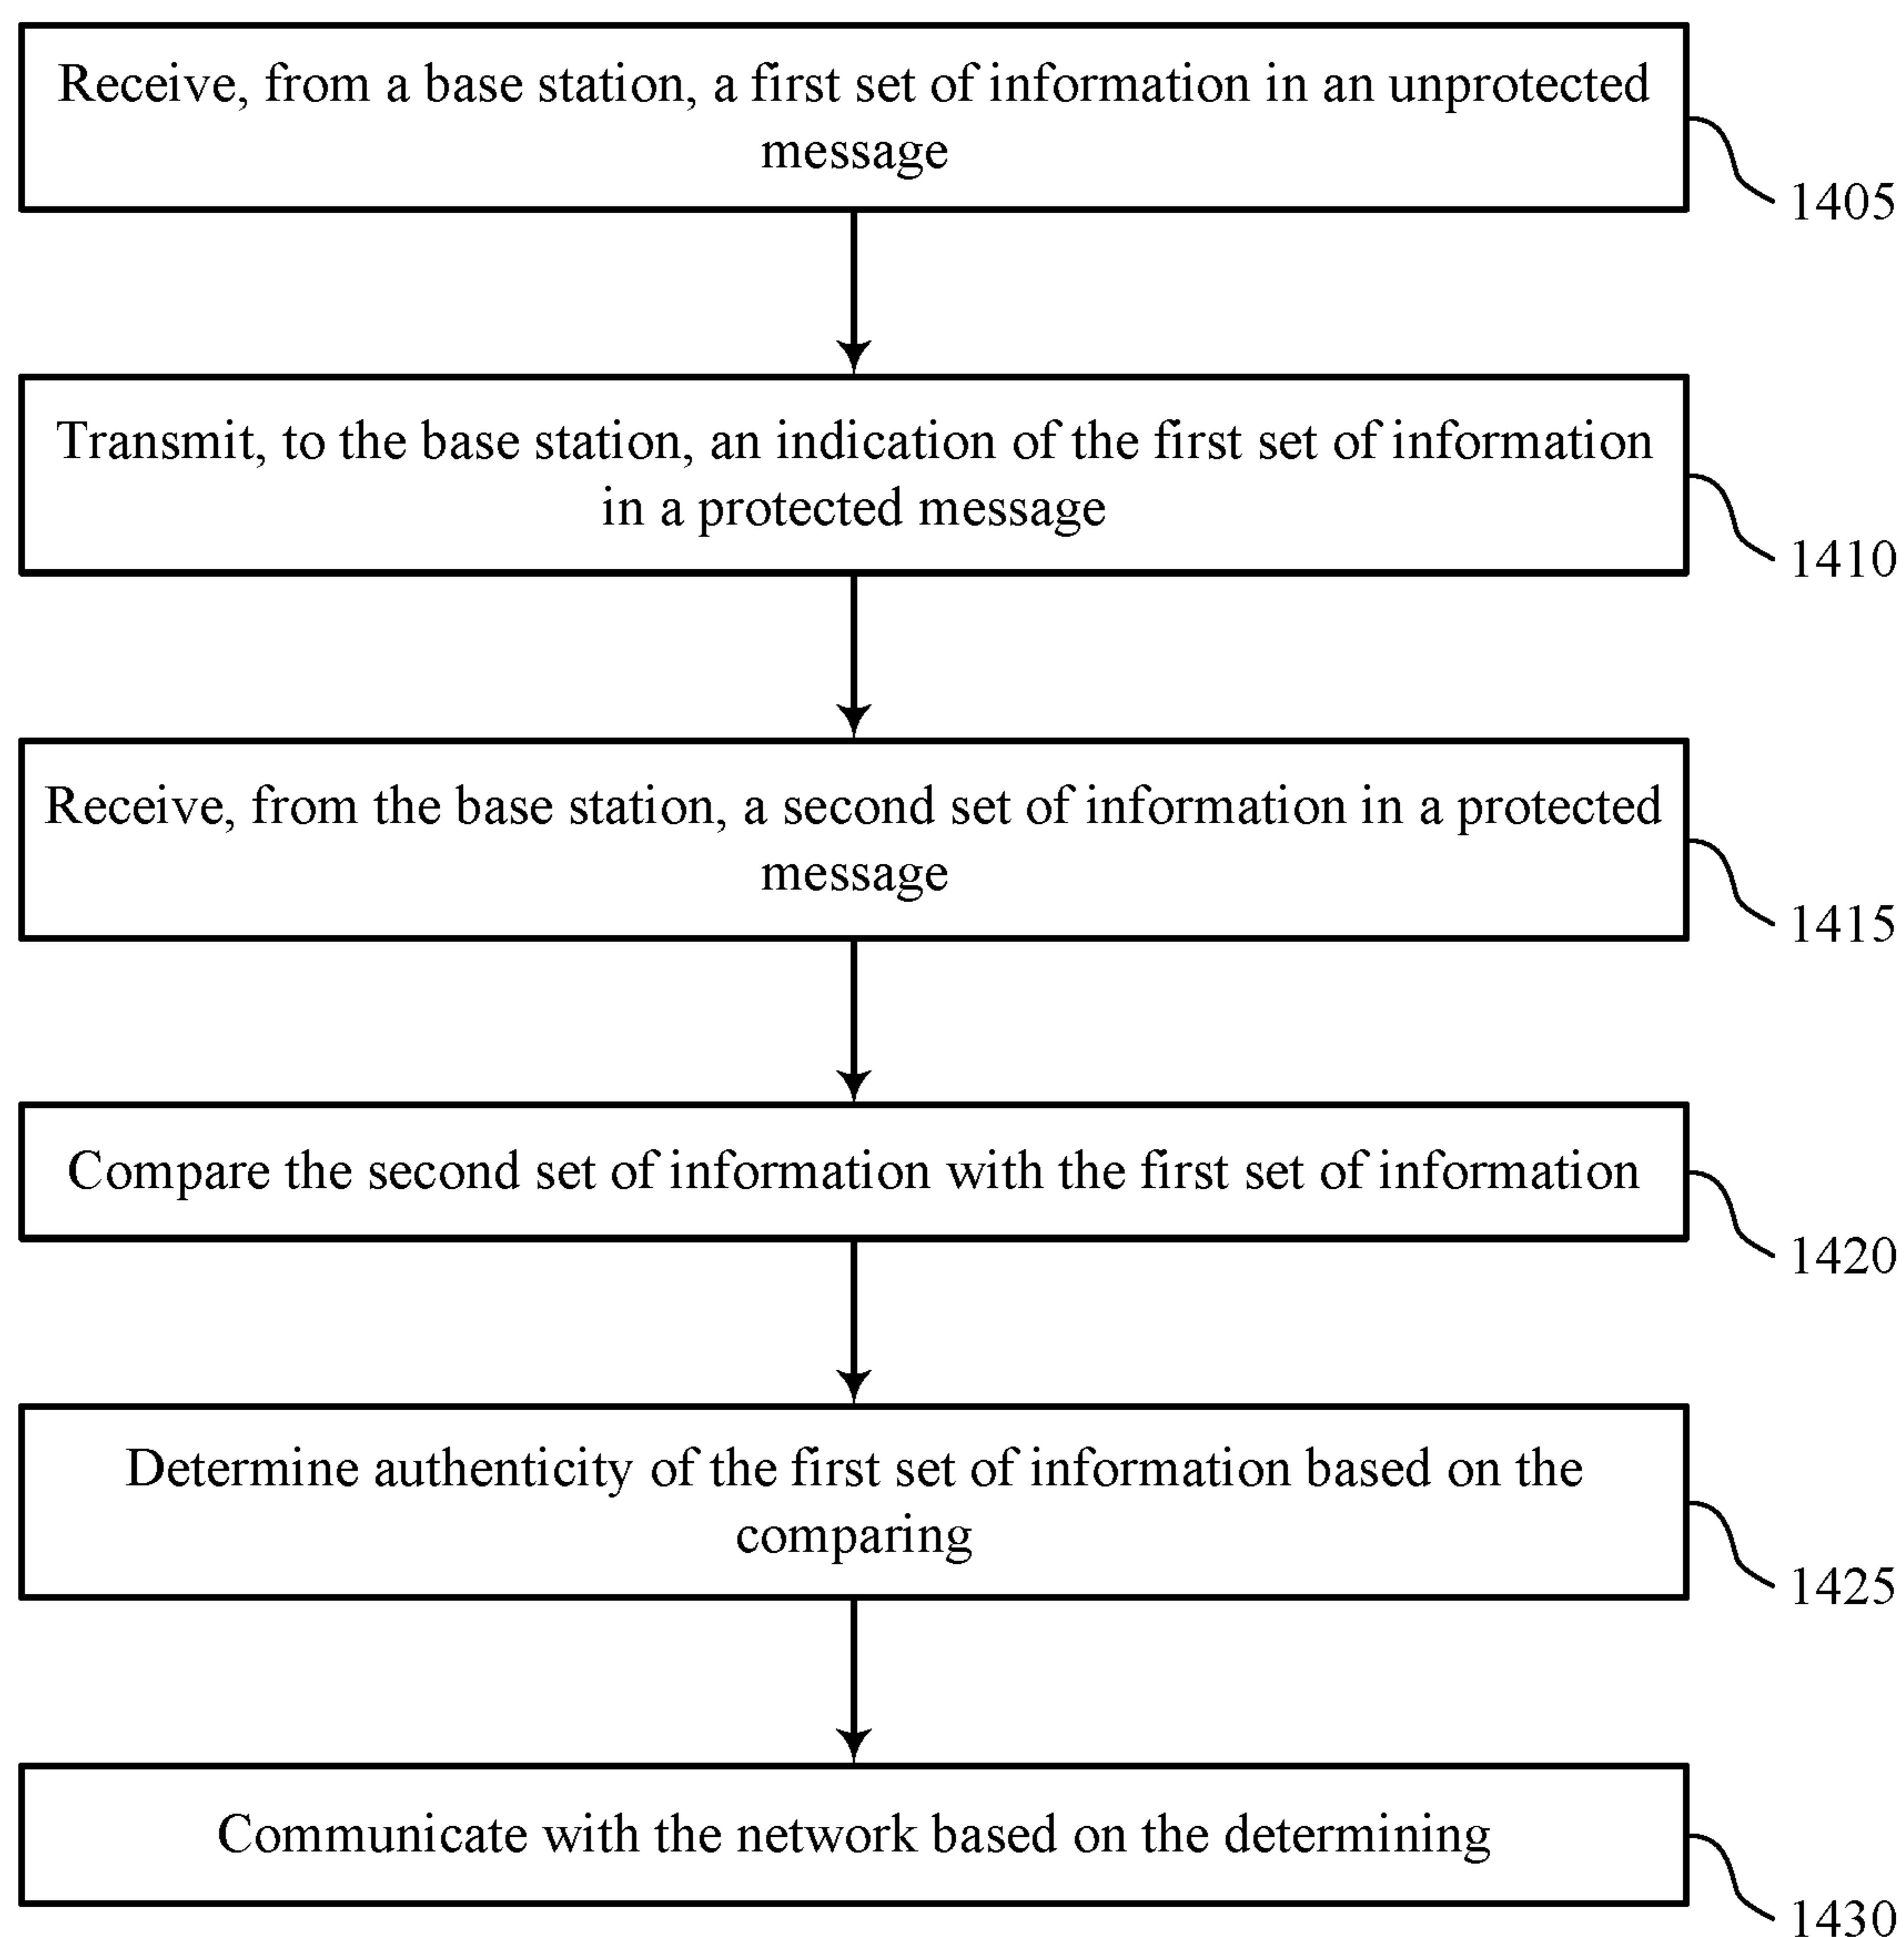 Receive, from a base station, a first set of information in an unprotected
message
1405
Transmit, to the base station, an indication of the first set of information
in a protected message
1410
Receive, from the base station, a second set of information in a protected
message
1415
Compare the second set of information with the first set of information
1420
Determine authenticity of the first set of information based on the
comparing
1425
Communicate with the network based on the determining
1430